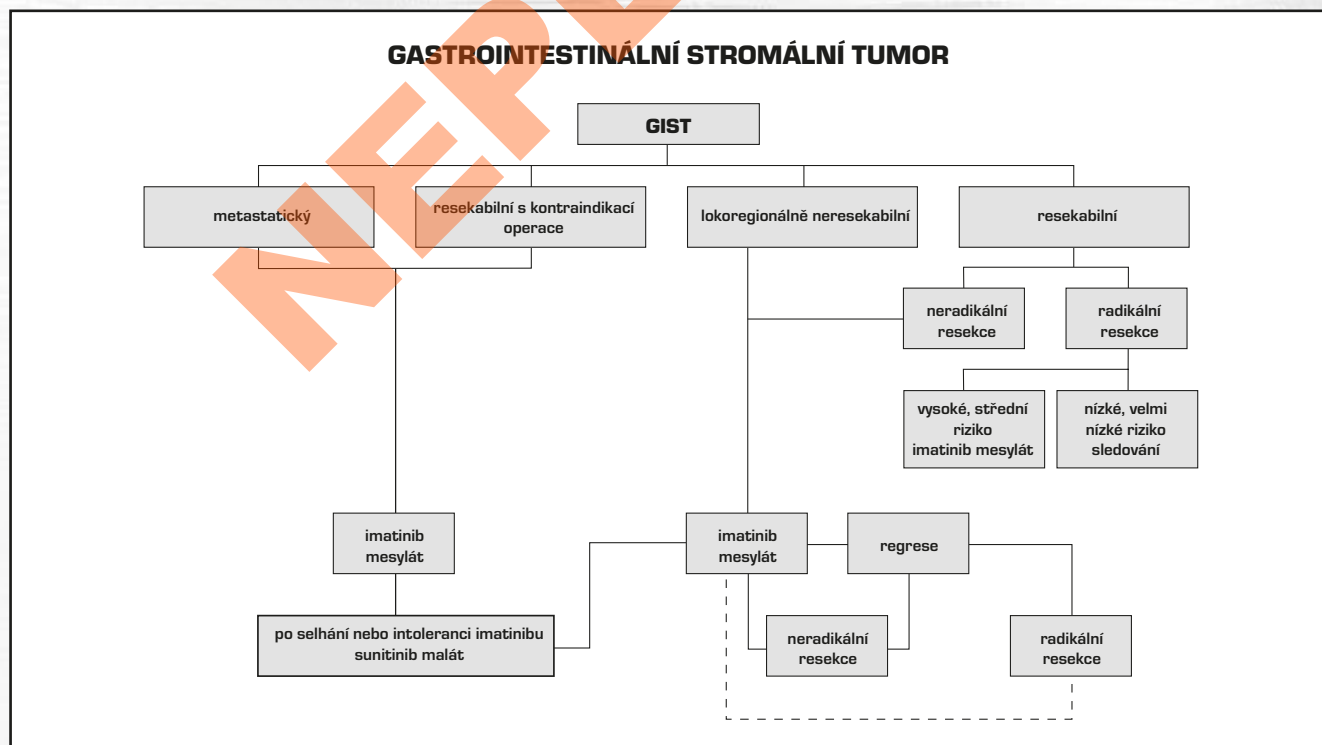 GASTROINTESTINÁLNÍ STROMÁLNÍ TUMOR
GIST
metastatický
resekabilní s kontraindikací
operace
lokoregionálně neresekabilní
resekabilní
neradikální
resekce
radikální
resekce
vysoké, střední
riziko
imatinib mesylát
nízké, velmi
nízké riziko
sledování
imatinib
mesylát
imatinib
mesylát
regrese
po selhání nebo intoleranci imatinibu
sunitinib malát
neradikální
resekce
radikální
resekce